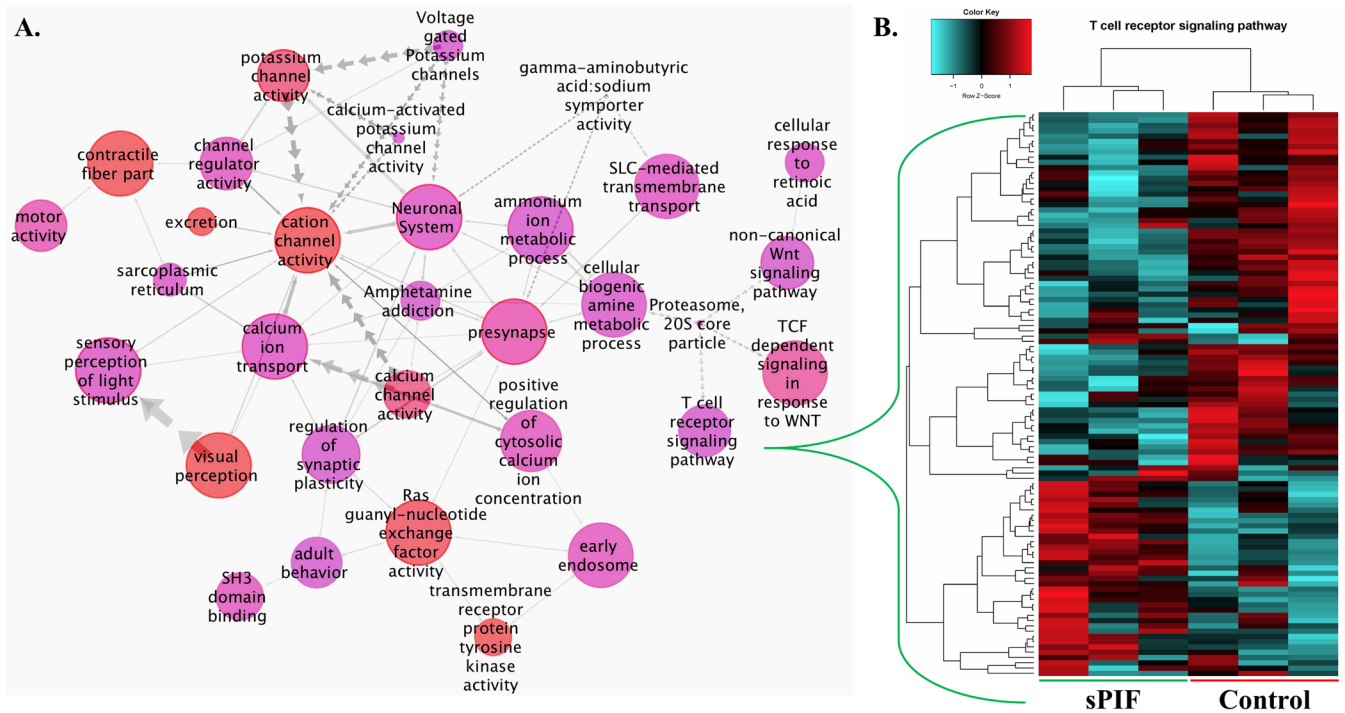 A.
Voltage
gated
Potassium
channels
potassium
channel
activity
gamma-aminobutyric
acid:sodium
symporter
activity
calcium-activated
potassium
channel
activity
contractile
fiber part
channel
regulator
activity
SLC-mediated
transmembrane
transport
cellular
response
to
retinoic
acid
motor
activity
excretion
cation
channel
activity
Neuronal
System
ammonium
ion
metabolic
process
non-canonical
Wnt
signaling
pathway
sarcoplasmic
reticulum
Amphetamine
addiction
cellular
biogenic
amine
metabolic
process
Proteasome,
20S core
particle
sensory
perception
of light
stimulus
calcium
ion
transport
presynapse
TCF
dependent
signaling
in
response
to WNT
calcium
channel
activity
positive
regulation
of
cytosolic
calcium
ion
concentration
T cell
receptor
signaling
pathway
visual
perception
regulation
of
synaptic
plasticity
Ras
guanyl-nucleotide
exchange
factor
activity
early
endosome
adult
behavior
SH3
domain
binding
transmembrane
receptor
protein
tyrosine
kinase
activity
B.
Color Key
-1 0 1
Row Z-Score
T cell receptor signaling pathway
sPIF Control